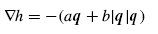 ∇h = −(a𝒒 + b|𝒒|𝒒)